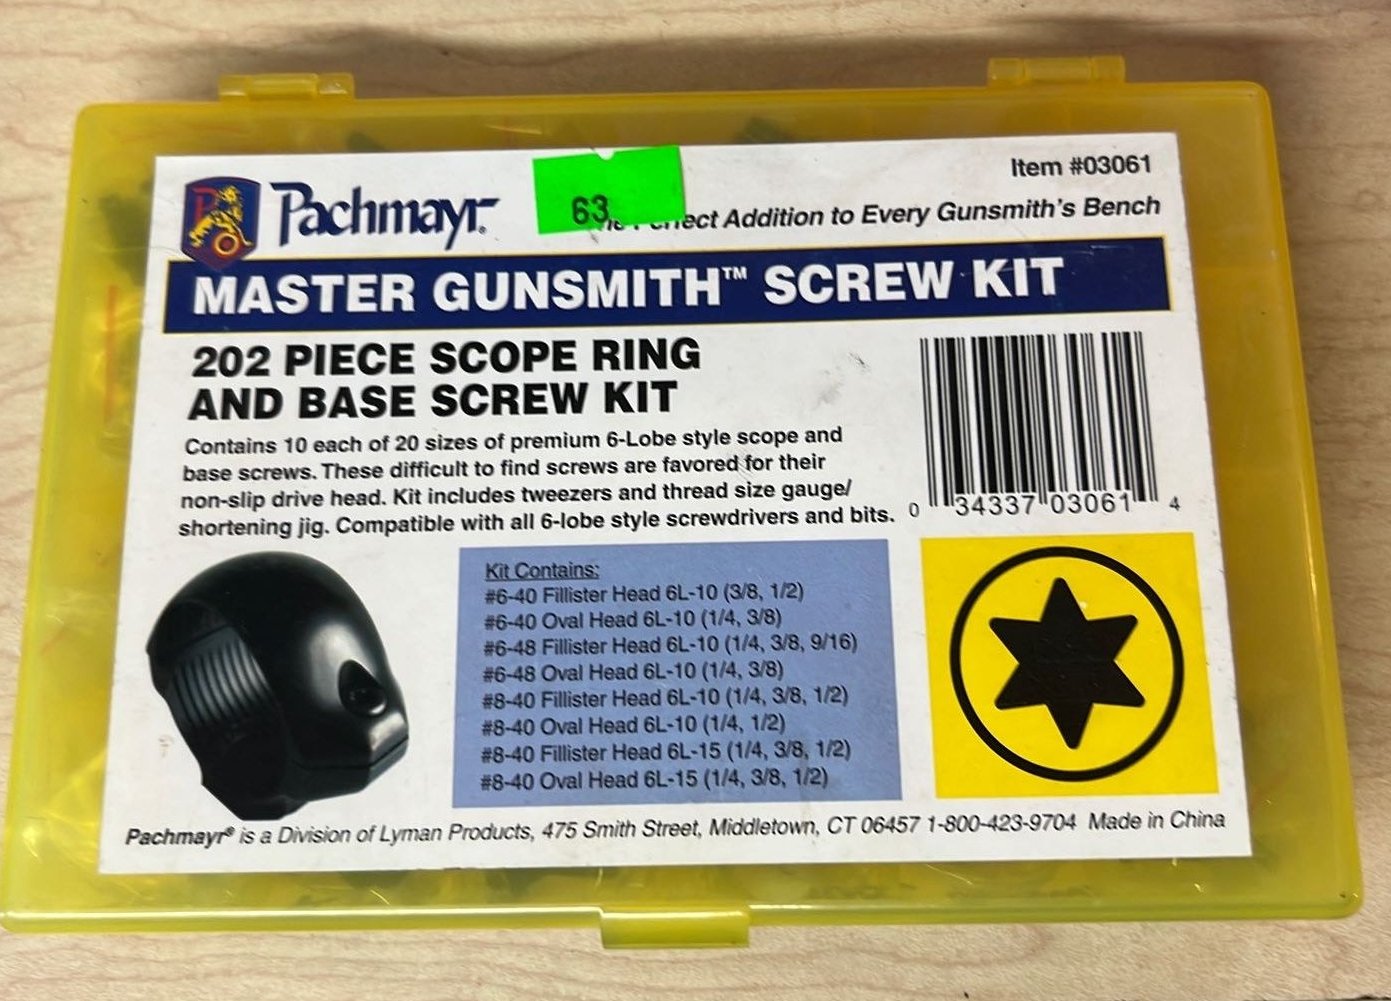 Item #03061
Pachmayr®
63
ect Addition to Every Gunsmith's Bench
MASTER GUNSMITH™ SCREW KIT
202 PIECE SCOPE RING
AND BASE SCREW KIT
Contains 10 each of 20 sizes of premium 6-Lobe style scope and
base screws. These difficult to find screws are favored for their
non-slip drive head. Kit includes tweezers and thread size gauge/
shortening jig. Compatible with all 6-lobe style screwdrivers and bits.
0 34337 03061 4
Kit Contains:
#6-40 Fillister Head 6L-10 (3/8, 1/2)
#6-40 Oval Head 6L-10 (1/4, 3/8)
#6-48 Fillister Head 6L-10 (1/4, 3/8, 9/16)
#6-48 Oval Head 6L-10 (1/4, 3/8)
#8-40 Fillister Head 6L-10 (1/4, 3/8, 1/2)
#8-40 Oval Head 6L-10 (1/4, 1/2)
#8-40 Fillister Head 6L-15 (1/4, 3/8, 1/2)
#8-40 Oval Head 6L-15 (1/4, 3/8, 1/2)
Pachmayr® is a Division of Lyman Products, 475 Smith Street, Middletown, CT 06457 1-800-423-9704 Made in China